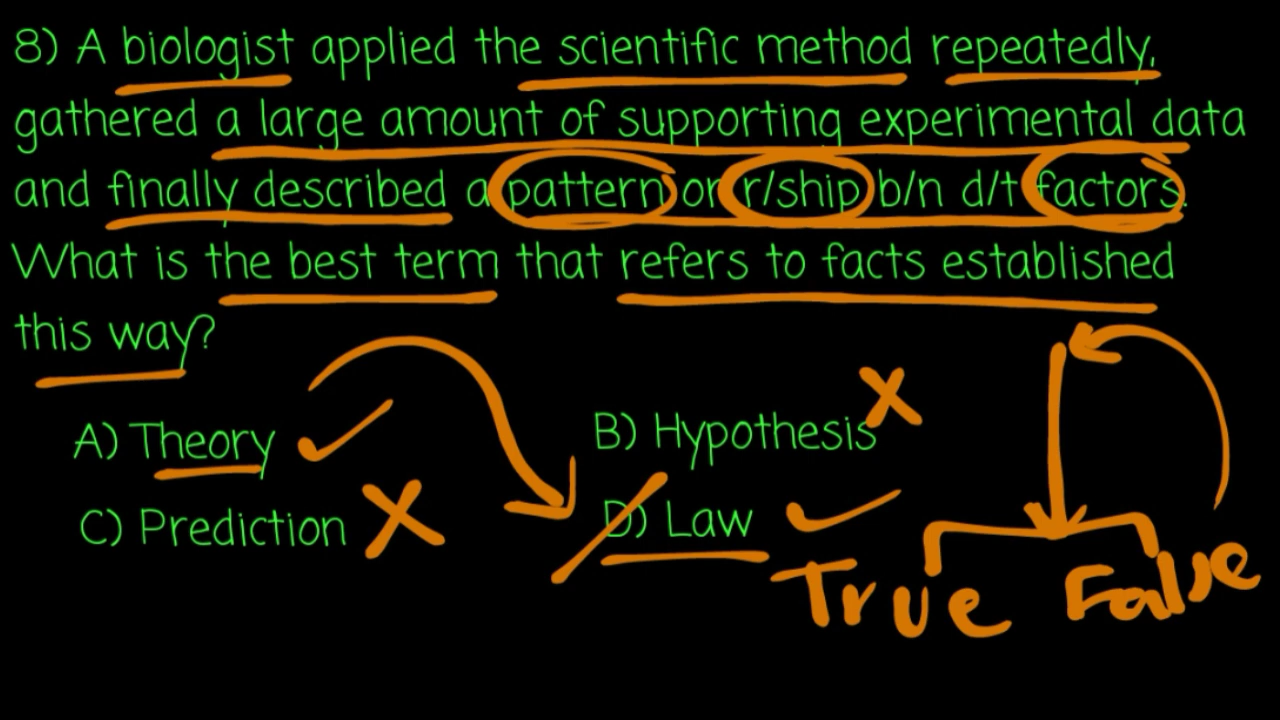 8) A biologist applied the scientific method repeatedly,
gathered a large amount of supporting experimental data
and finally described a pattern or r/ship b/n d/t factors.
What is the best term that refers to facts established
this way?
A) Theory B) Hypothesis
C) Prediction D) Law
True False